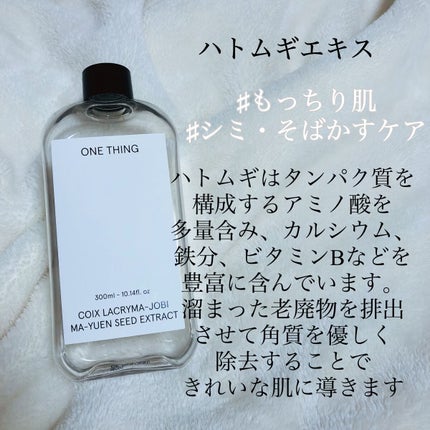 ハトムギエキス
#もっちり肌
#シミ・そばかすケア
ONE THING
ハトムギはタンパク質を
構成するアミノ酸を
多量含み、カルシウム、
鉄分、ビタミンBなどを
豊富に含んでいます。
溜まった老廃物を排出
させて角質を優しく
除去することで
きれいな肌に導きます
300ml – 10.14fl. oz
COIX LACRYMA-JOBI
MA-YUEN SEED EXTRACT